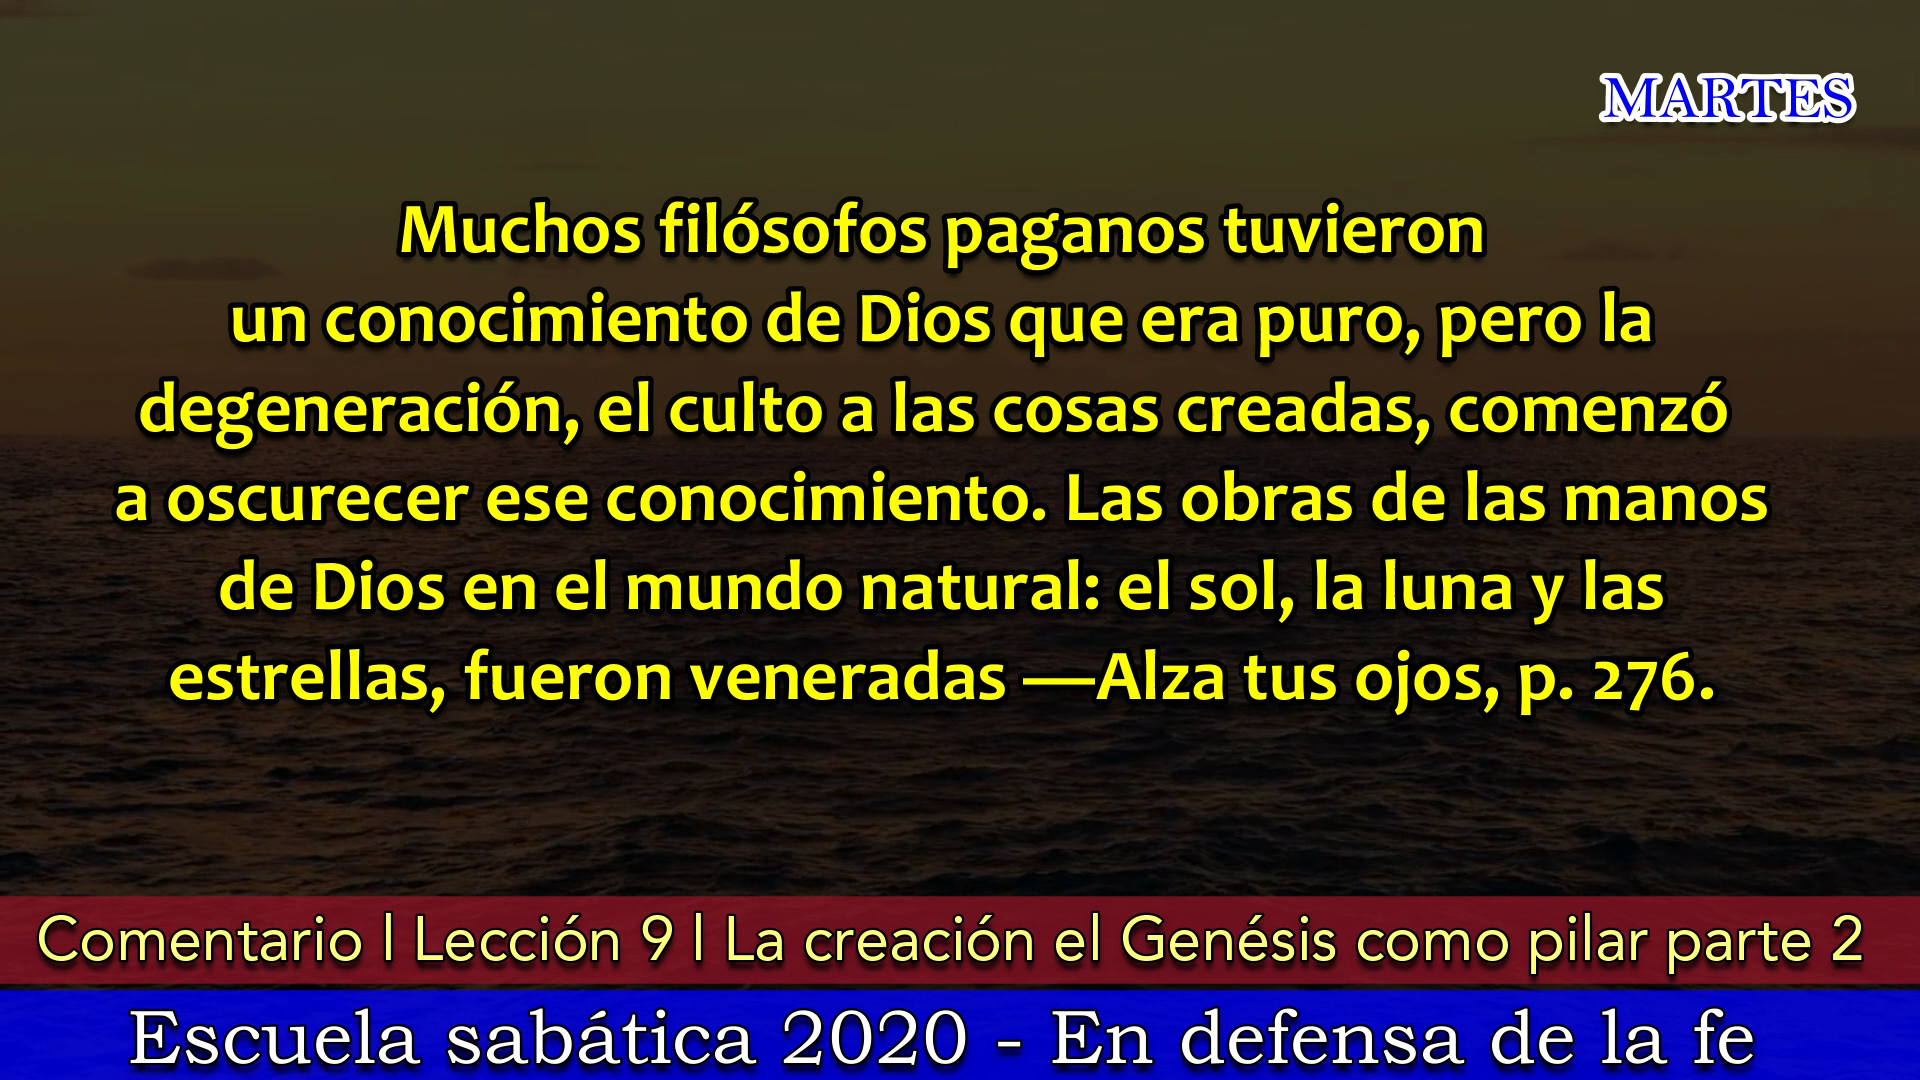 MARTES
Muchos filósofos paganos tuvieron
un conocimiento de Dios que era puro, pero la
degeneración, el culto a las cosas creadas, comenzó
a oscurecer ese conocimiento. Las obras de las manos
de Dios en el mundo natural: el sol, la luna y las
estrellas, fueron veneradas —Alza tus ojos, p. 276.
Comentario l Lección 9 l La creación el Genésis como pilar parte 2
Escuela sabática 2020 - En defensa de la fe